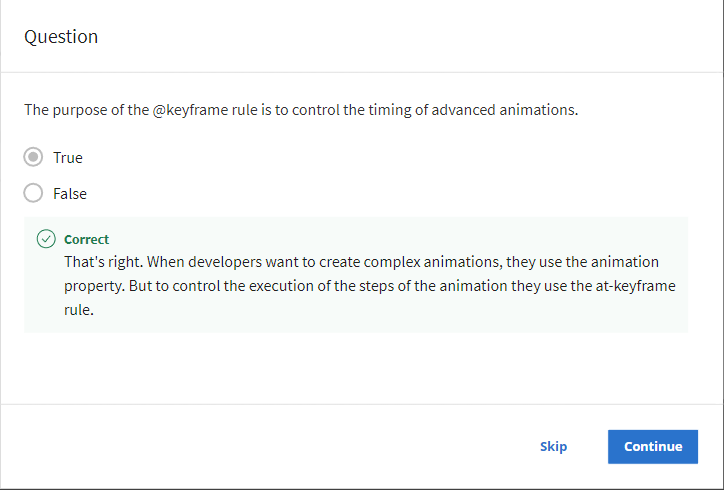 Question
The purpose of the @keyframe rule is to control the timing of advanced animations.
True
False
Correct
That's right. When developers want to create complex animations, they use the animation
property. But to control the execution of the steps of the animation they use the at-keyframe
rule.
Skip
Continue